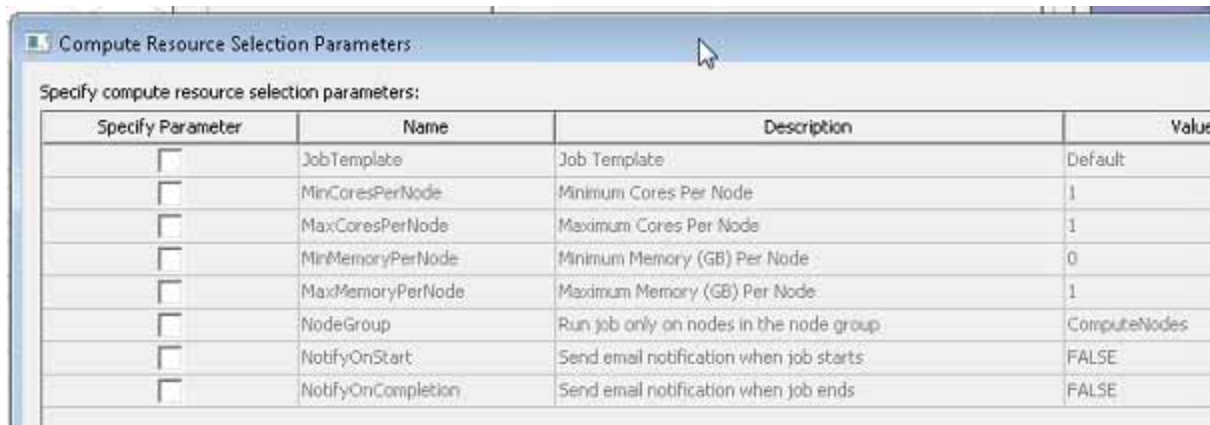 Compute Resource Selection Parameters
Specify compute resource selection parameters:
Specify Parameter Name Description Value
JobTemplate Job Template Default
MinCoresPerNode Minimum Cores Per Node 1
MaxCoresPerNode Maximum Cores Per Node 1
MinMemoryPerNode Minimum Memory (GB) Per Node 0
MaxMemoryPerNode Maximum Memory (GB) Per Node 1
NodeGroup Run job only on nodes in the node group ComputeNodes
NotifyOnStart Send email notification when job starts FALSE
NotifyOnCompletion Send email notification when job ends FALSE